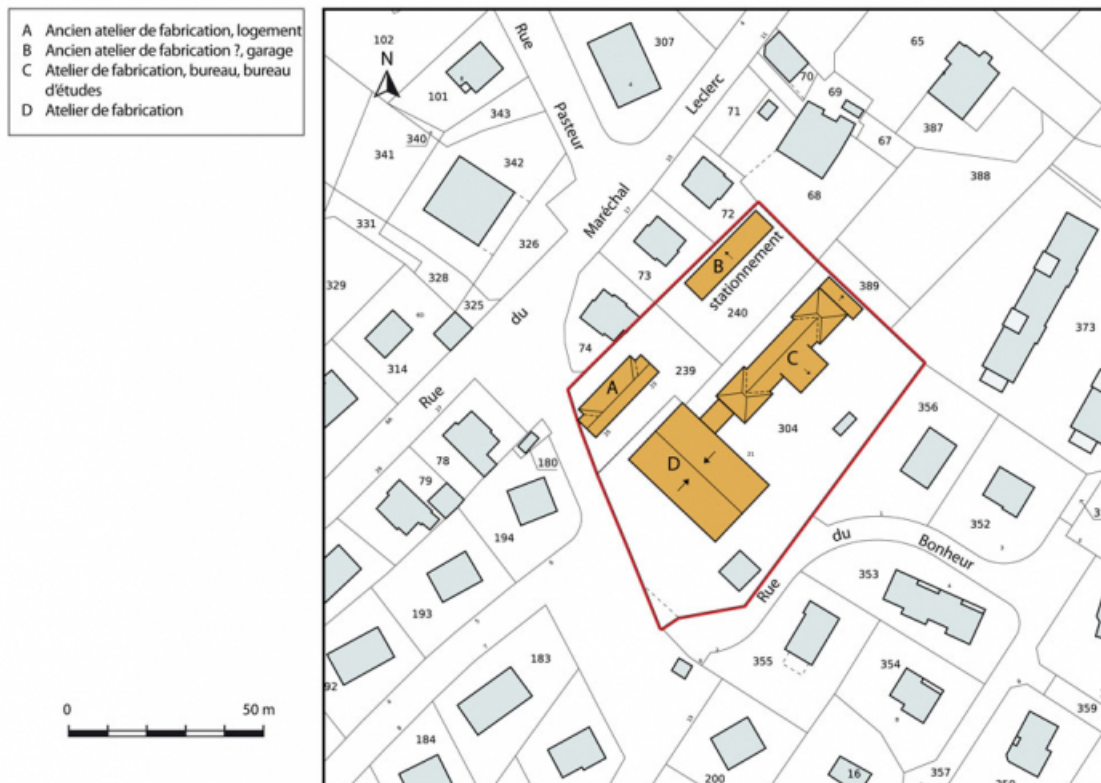 A Ancien atelier de fabrication, logement
B Ancien atelier de fabrication ?, garage
C Atelier de fabrication, bureau, bureau
d'études
D Atelier de fabrication
0 50 m
N
102
101
343
340
341
342
331
326
329
328
325
314
Rue
Pasteur
307
Rue
du
Maréchal
Leclerc
70
69
71
67
68
65
387
388
72
73
74
B
stationnement
240
389
373
A
239
C
304
D
356
352
78
79
180
194
193
92
183
184
Rue
du
Bonheur
353
355
354
359
357
200
16